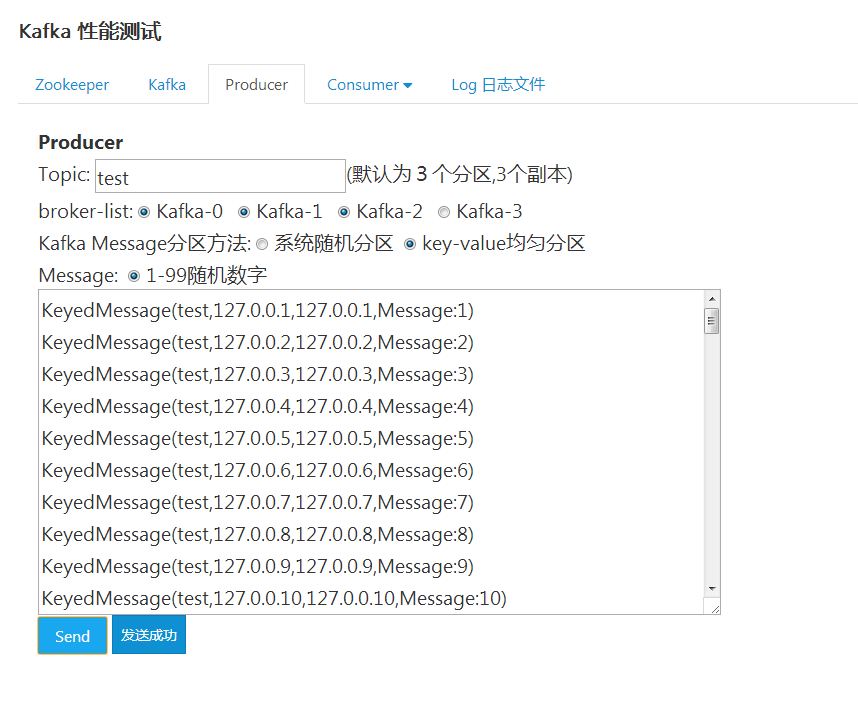 Kafka 性能测试
Zookeeper Kafka Producer Consumer Log 日志文件
Producer
Topic: test (默认为 3 个分区,3个副本)
broker-list: Kafka-0 Kafka-1 Kafka-2 Kafka-3
Kafka Message分区方法: 系统随机分区 key-value均匀分区
Message: 1-99随机数字
KeyedMessage(test,127.0.0.1,127.0.0.1,Message:1)
KeyedMessage(test,127.0.0.2,127.0.0.2,Message:2)
KeyedMessage(test,127.0.0.3,127.0.0.3,Message:3)
KeyedMessage(test,127.0.0.4,127.0.0.4,Message:4)
KeyedMessage(test,127.0.0.5,127.0.0.5,Message:5)
KeyedMessage(test,127.0.0.6,127.0.0.6,Message:6)
KeyedMessage(test,127.0.0.7,127.0.0.7,Message:7)
KeyedMessage(test,127.0.0.8,127.0.0.8,Message:8)
KeyedMessage(test,127.0.0.9,127.0.0.9,Message:9)
KeyedMessage(test,127.0.0.10,127.0.0.10,Message:10)
Send 发送成功